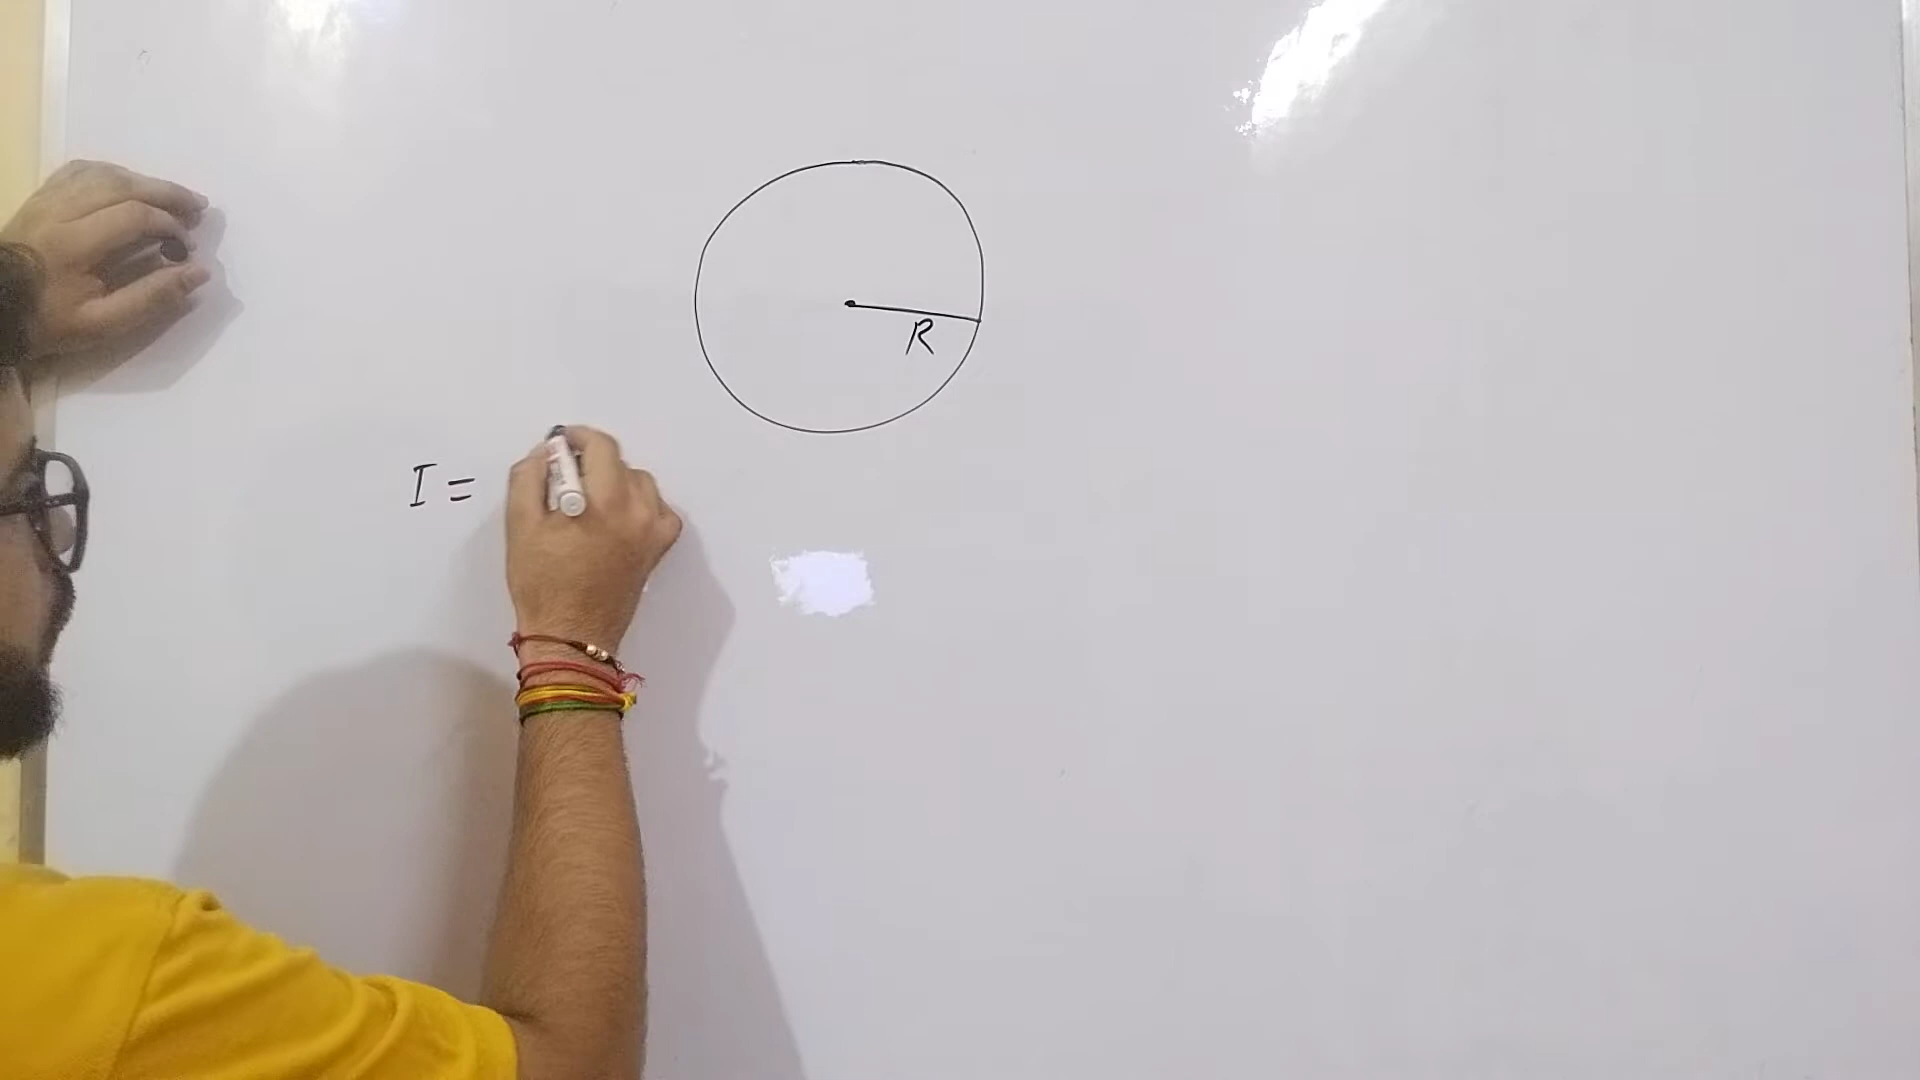 R
I =